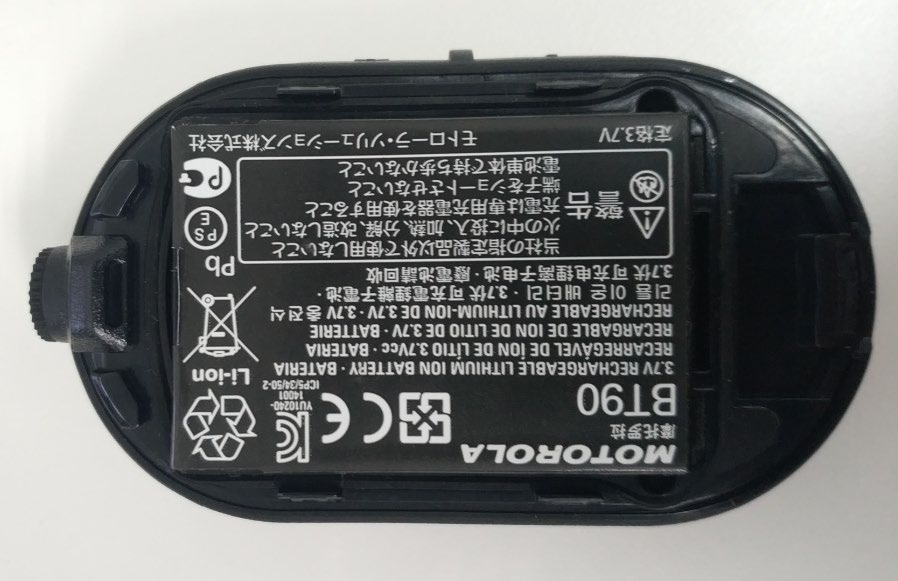 MOTOROLA
摩托罗拉
BT90
YU10240-
14001
ICP5/34/50-2
Li-ion
3.7V RECHARGEABLE LITHIUM ION BATTERY · BATERIA
RECARREGÁVEL DE ÍON DE LÍTIO 3.7Vcc · BATERÍA
RECARGABLE DE ION DE LITIO 3.7V · BATTERIE
RECHARGEABLE AU LITHIUM-ION DE 3.7V · 3.7V 충전식
리튬 이온 배터리 · 3.7伏 可充電鋰離子電池 ·
3.7伏 可充电锂离子电池 · 廢電池請回收
Pb
警告
当社の指定製品以外で使用しないこと
火の中に投入、加熱、分解、改造しないこと
充電は専用充電器を使用すること
端子をショートさせないこと
電池単体で持ち歩かないこと
PS
E
定格3.7V
モトローラ・ソリューションズ株式会社